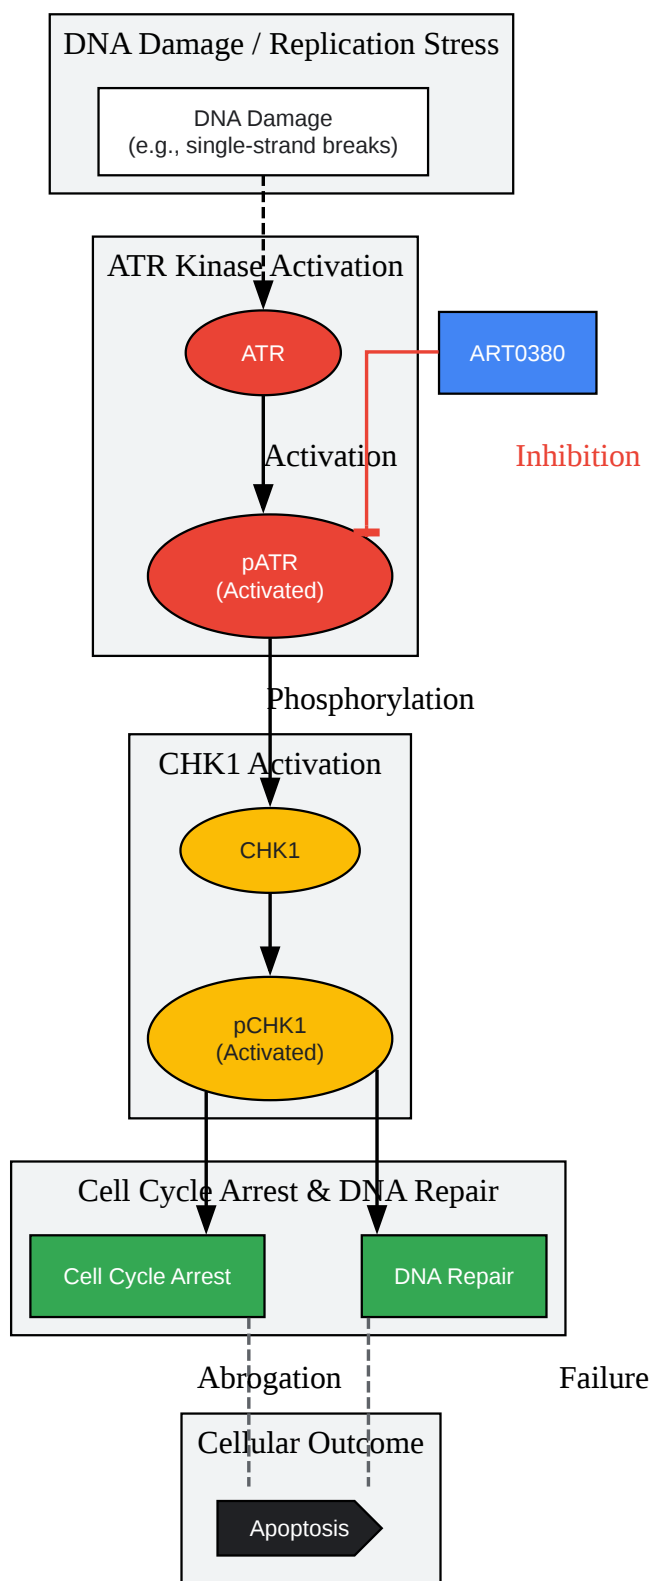 DNA Damage / Replication Stress
DNA Damage
(e.g., single-strand breaks)
ATR Kinase Activation
ATR
ART0380
Activation
Inhibition
pATR
(Activated)
Phosphorylation
CHK1 Activation
CHK1
pCHK1
(Activated)
Cell Cycle Arrest & DNA Repair
Cell Cycle Arrest
DNA Repair
Abrogation
Failure
Cellular Outcome
Apoptosis